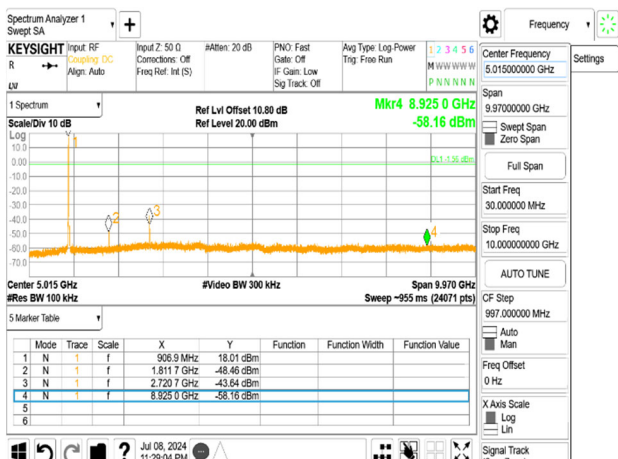 Spectrum Analyzer 1
Swept SA
+
Frequency
KEYSIGHT
R
Input: RF
Coupling: DC
Align: Auto
Input Z: 50 Ω
Corrections: Off
Freq Ref: Int (S)
#Atten: 20 dB
PNO: Fast
Gate: Off
IF Gain: Low
Sig Track: Off
Avg Type: Log-Power
Trig: Free Run
1 2 3 4 5 6
M W W W W W
P N N N N N
1 Spectrum
Scale/Div 10 dB
Ref Lvl Offset 10.80 dB
Ref Level 20.00 dBm
Mkr4 8.925 0 GHz
-58.16 dBm
Log
10.0
0.00
-10.0
-20.0
-30.0
-40.0
-50.0
-60.0
-70.0
1
2
3
4
Center 5.015 GHz
#Res BW 100 kHz
#Video BW 300 kHz
Span 9.970 GHz
Sweep ~955 ms (24071 pts)
5 Marker Table
Mode Trace Scale X Y Function Function Width Function Value
1 N 1 f 906.9 MHz 18.01 dBm
2 N 1 f 1.811 7 GHz -48.46 dBm
3 N 1 f 2.720 7 GHz -43.64 dBm
4 N 1 f 8.925 0 GHz -58.16 dBm
5
6
?
Jul 08, 2024
11:29:04 PM
Center Frequency
5.015000000 GHz
Settings
Span
9.97000000 GHz
Swept Span
Zero Span
Full Span
Start Freq
30.000000 MHz
Stop Freq
10.000000000 GHz
AUTO TUNE
CF Step
997.000000 MHz
Auto
Man
Freq Offset
0 Hz
X Axis Scale
Log
Lin
Signal Track